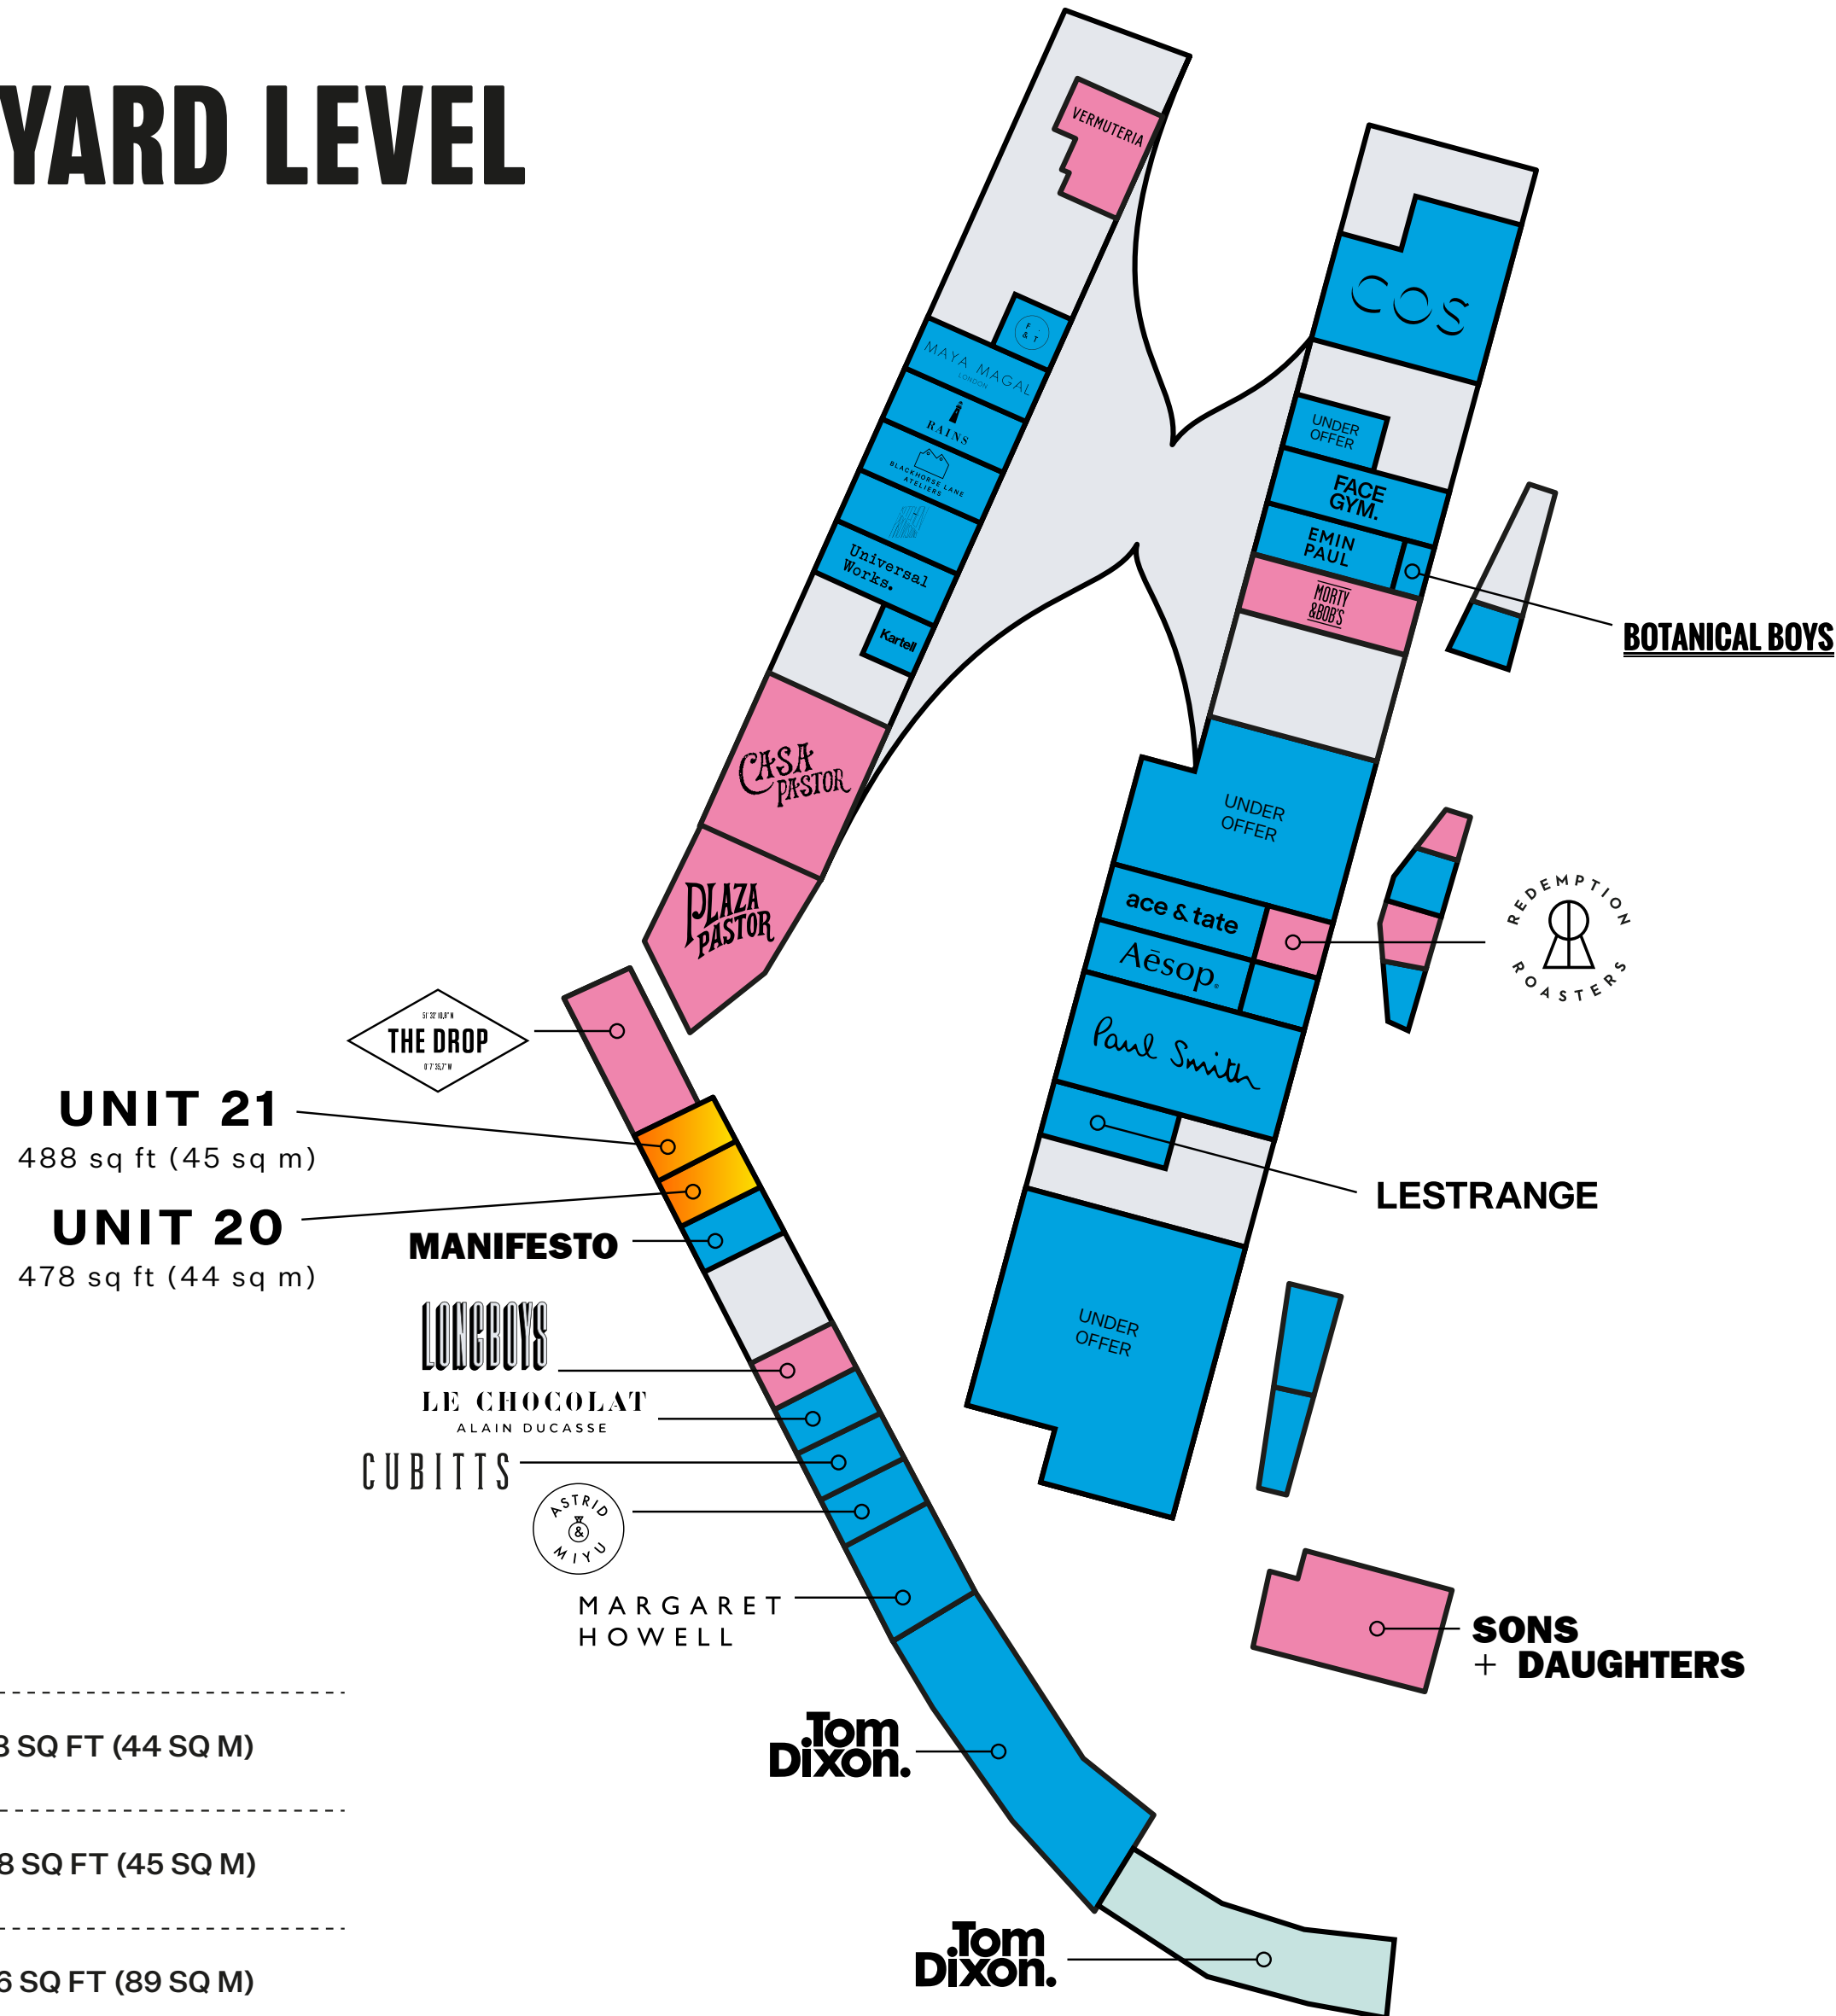 YARD LEVEL
VERMUTERIA
COS
F
& T
MAYA MAGAL
LONDON
RAINS
BLACKHORSE LANE
ATELIERS
Universal
Works.
Kartell
UNDER
OFFER
FACE
GYM.
EMIN
PAUL
MORTY
&BOB'S
BOTANICAL BOYS
CASA
PASTOR
PLAZA
PASTOR
UNDER
OFFER
ace & tate
Aēsop.
REDEMPTION
ROASTERS
Paul Smith
LESTRANGE
UNDER
OFFER
THE DROP
UNIT 21
488 sq ft (45 sq m)
UNIT 20
478 sq ft (44 sq m)
MANIFESTO
LONGBOYS
LE CHOCOLAT
ALAIN DUCASSE
CUBITTS
ASTRID
&
MIYU
MARGARET
HOWELL
SONS
+ DAUGHTERS
Tom
Dixon.
Tom
Dixon.
8 SQ FT (44 SQ M)
8 SQ FT (45 SQ M)
6 SQ FT (89 SQ M)